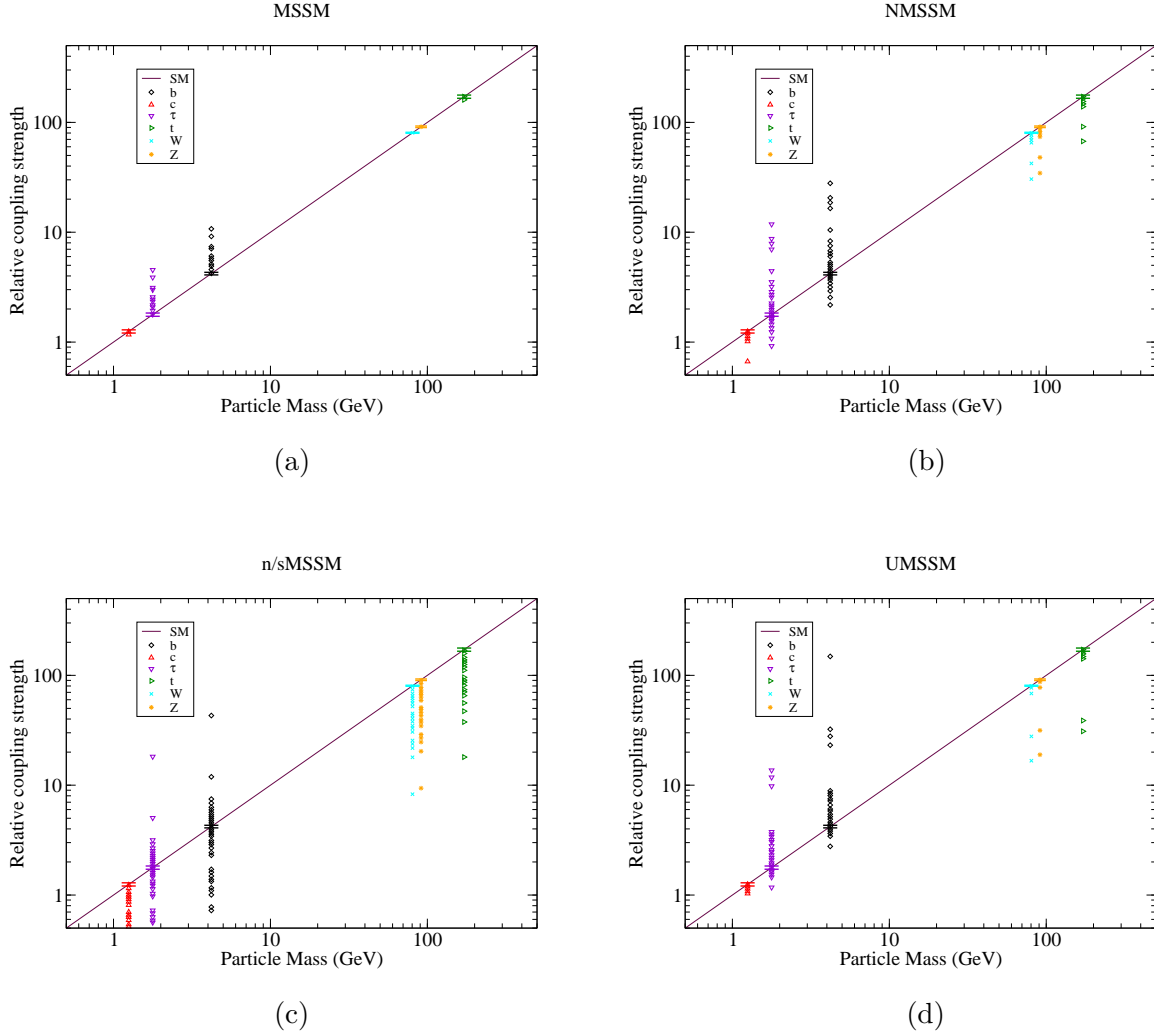 MSSM
Relative coupling strength
100
10
1
SM
b
c
τ
t
W
Z
1 10 100
Particle Mass (GeV)
(a)
NMSSM
Relative coupling strength
100
10
1
SM
b
c
τ
t
W
Z
1 10 100
Particle Mass (GeV)
(b)
n/sMSSM
Relative coupling strength
100
10
1
SM
b
c
τ
t
W
Z
1 10 100
Particle Mass (GeV)
(c)
UMSSM
Relative coupling strength
100
10
1
SM
b
c
τ
t
W
Z
1 10 100
Particle Mass (GeV)
(d)